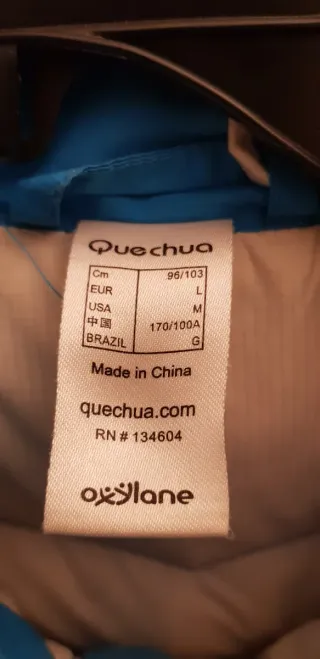 Quechua
Cm 96/103
EUR L
USA M
中国 170/100A
BRAZIL G
Made in China
quechua.com
RN # 134604
oxylane